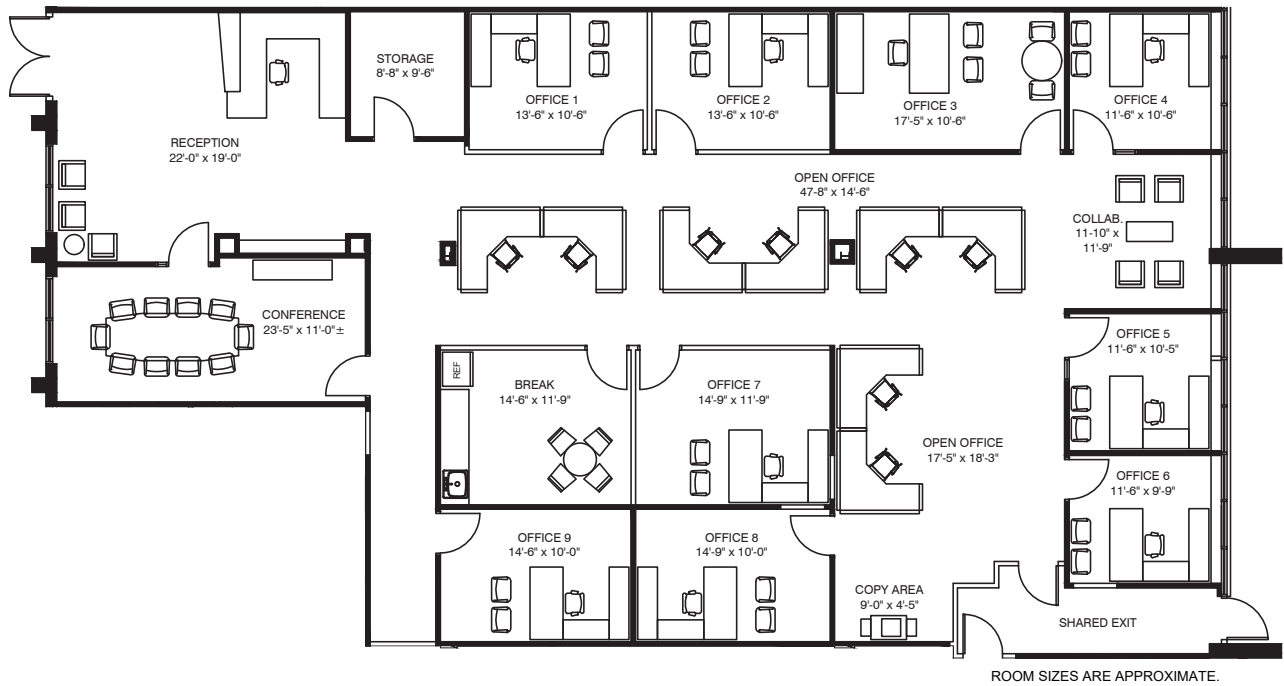 STORAGE
8'-8" x 9'-6"
OFFICE 1
13'-6" x 10'-6"
OFFICE 2
13'-6" x 10'-6"
OFFICE 3
17'-5" x 10'-6"
OFFICE 4
11'-6" x 10'-6"
RECEPTION
22'-0" x 19'-0"
OPEN OFFICE
47-8" x 14'-6"
COLLAB.
11-10" x
11'-9"
CONFERENCE
23'-5" x 11'-0"±
OFFICE 5
11'-6" x 10'-5"
REF
BREAK
14'-6" x 11'-9"
OFFICE 7
14'-9" x 11'-9"
OPEN OFFICE
17'-5" x 18'-3"
OFFICE 6
11'-6" x 9'-9"
OFFICE 9
14'-6" x 10'-0"
OFFICE 8
14'-9" x 10'-0"
COPY AREA
9'-0" x 4'-5"
SHARED EXIT
ROOM SIZES ARE APPROXIMATE.